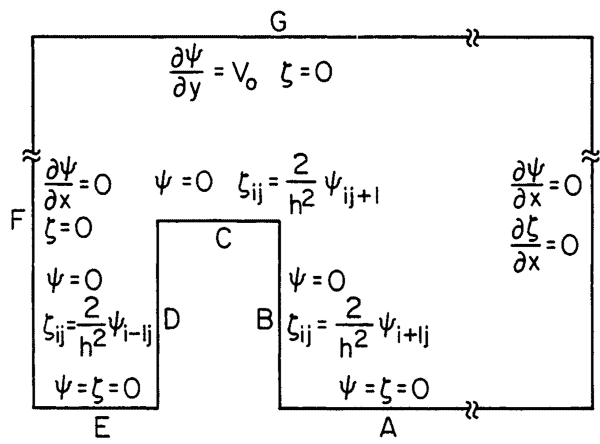 G
∂ψ/∂y = V₀ ζ = 0
∂ψ/∂x = 0
ζ = 0
F
ψ = 0 ζij = 2/h² ψij+1
C
∂ψ/∂x = 0
∂ζ/∂x = 0
ψ = 0
ζij = 2/h² ψi-1j
D
ψ = ζ = 0
E
B
ψ = 0
ζij = 2/h² ψi+1j
ψ = ζ = 0
A